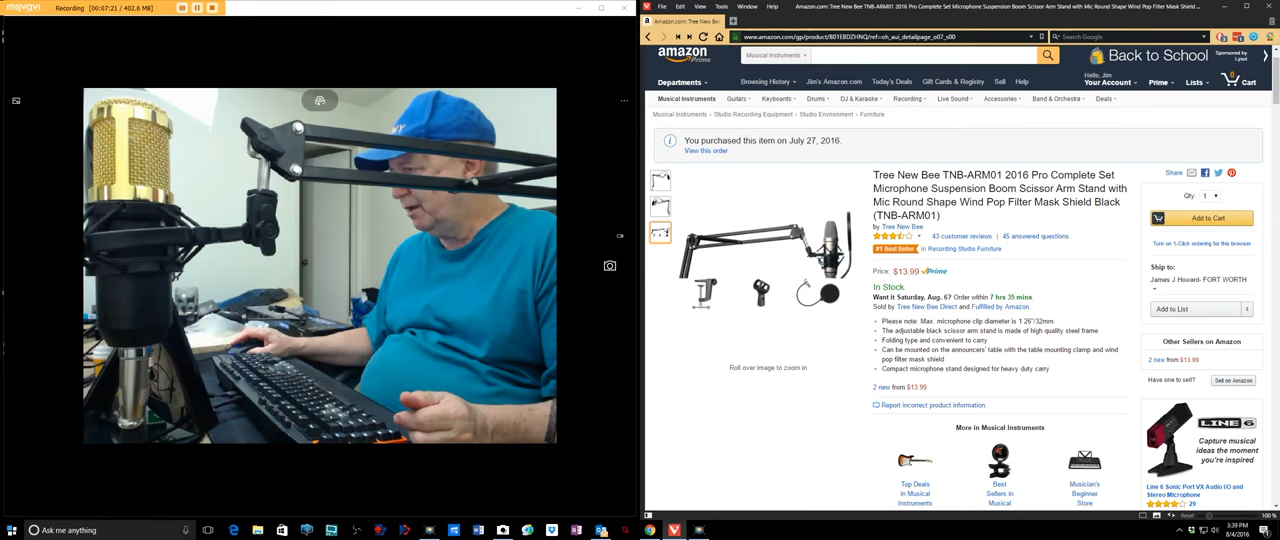 movavi
Recording (00:07:21 / 402.6 MB)
File Edit View Tools Window Help
Amazon.com: Tree New Bee TNB-ARM01 2016 Pro Complete Set Microphone Suspension Boom Scissor Arm Stand with Mic Round Shape Wind Pop Filter Mask Shield ...
Amazon.com: Tree New Be
www.amazon.com/gp/product/B01EBDZHNQ/ref=oh_aui_detailpage_o07_s00
Search Google
amazon Prime
Musical Instruments
Back to School
Sponsored by Lysol
Departments
Browsing History Jim's Amazon.com Today's Deals Gift Cards & Registry Sell Help
Hello, Jim
Your Account Prime Lists 0 Cart
Musical Instruments Guitars Keyboards Drums DJ & Karaoke Recording Live Sound Accessories Band & Orchestra Deals
Musical Instruments › Studio Recording Equipment › Studio Environment › Furniture
You purchased this item on July 27, 2016.
View this order
Tree New Bee TNB-ARM01 2016 Pro Complete Set
Microphone Suspension Boom Scissor Arm Stand with
Mic Round Shape Wind Pop Filter Mask Shield Black
(TNB-ARM01)
by Tree New Bee
43 customer reviews | 45 answered questions
#1 Best Seller in Recording Studio Furniture
Price: $13.99 Prime
In Stock.
Want it Saturday, Aug. 6? Order within 7 hrs 35 mins.
Sold by Tree New Bee Direct and Fulfilled by Amazon.
Please note: Max. microphone clip diameter is 1.26"/32mm
The adjustable black scissor arm stand is made of high quality steel frame
Folding type and convenient to carry
Can be mounted on the announcers' table with the table mounting clamp and wind
pop filter mask shield
Compact microphone stand designed for heavy duty carry
2 new from $13.99
Report incorrect product information.
Roll over image to zoom in
Share
Qty: 1
Add to Cart
Turn on 1-Click ordering for this browser
Ship to:
James J Howard- FORT WORTH
Add to List
Other Sellers on Amazon
2 new from $13.99
Have one to sell? Sell on Amazon
LINE 6
Capture musical
ideas the moment
you're inspired
Line 6 Sonic Port VX Audio I/O and
Stereo Microphone
29
More in Musical Instruments
Top Deals
in Musical
Instruments
Best
Sellers in
Musical
Musician's
Beginner
Store
Reset 100 %
Ask me anything
3:39 PM
8/4/2016